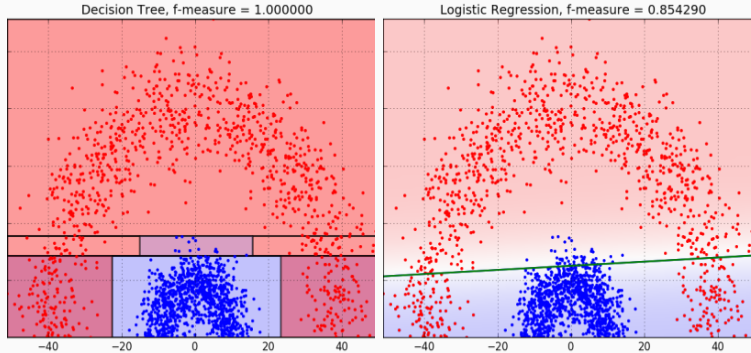 Decision Tree, f-measure = 1.000000
Logistic Regression, f-measure = 0.854290
−40 −20 0 20 40
−40 −20 0 20 40